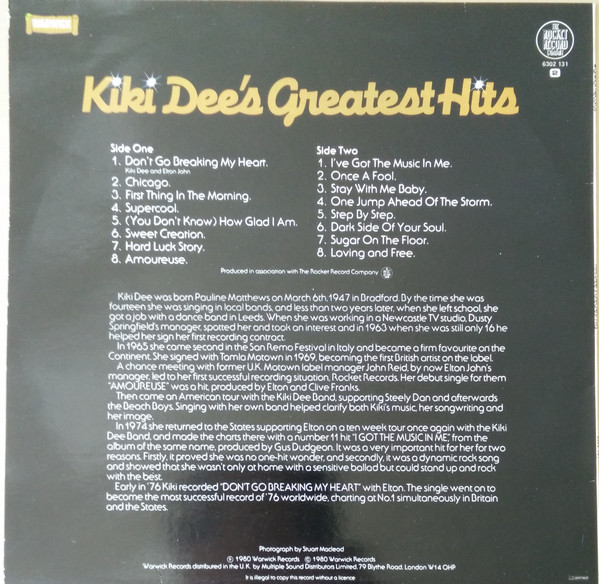 WARWICK
THE
ROCKET
RECORD
COMPANY
6302 131
2
Kiki Dee's Greatest Hits
Side One
1. Don't Go Breaking My Heart.
Kiki Dee and Elton John
2. Chicago.
3. First Thing In The Morning.
4. Supercool.
5. (You Don't Know) How Glad I Am.
6. Sweet Creation.
7. Hard Luck Story.
8. Amoureuse.
Side Two
1. I've Got The Music In Me.
2. Once A Fool.
3. Stay With Me Baby.
4. One Jump Ahead Of The Storm.
5. Step By Step.
6. Dark Side Of Your Soul.
7. Sugar On The Floor.
8. Loving and Free.
Produced in association with The Rocket Record Company
Kiki Dee was born Pauline Matthews on March 6th, 1947 in Bradford. By the time she was
fourteen she was singing in local bands, and less than two years later, when she left school, she
got a job with a dance band in Leeds. When she was working in a Newcastle TV studio, Dusty
Springfield's manager, spotted her and took an interest and in 1963 when she was still only 16 he
helped her sign her first recording contract.
In 1965 she came second in the San Remo Festival in Italy and became a firm favourite on the
Continent. She signed with Tamla Motown in 1969, becoming the first British artist on the label.
A chance meeting with former U.K. Motown label manager John Reid, by now Elton John's
manager, led to her first successful recording situation, Rocket Records. Her debut single for them
"AMOUREUSE" was a hit, produced by Elton and Clive Franks.
Then came an American tour with the Kiki Dee Band, supporting Steely Dan and afterwards
the Beach Boys. Singing with her own band helped clarify both Kiki's music, her songwriting and
her image.
In 1974 she returned to the States supporting Elton on a ten week tour once again with the Kiki
Dee Band, and made the charts there with a number 11 hit "I GOT THE MUSIC IN ME" from the
album of the same name, produced by Gus Dudgeon. It was a very important hit for her for two
reasons. Firstly, it proved she was no one-hit wonder, and secondly, it was a dynamic rock song
and showed that she wasn't only at home with a sensitive ballad but could stand up and rock
with the best.
Early in '76 Kiki recorded "DON'T GO BREAKING MY HEART" with Elton. The single went on to
become the most successful record of '76 worldwide, charting at No.1 simultaneously in Britain
and the States.
Photograph by Stuart Macleod
Ⓟ 1980 Warwick Records © 1980 Warwick Records
Warwick Records distributed in the U.K. by Multiple Sound Distributors Limited, 79 Blythe Road, London W14 OHP
It is illegal to copy this record without a licence